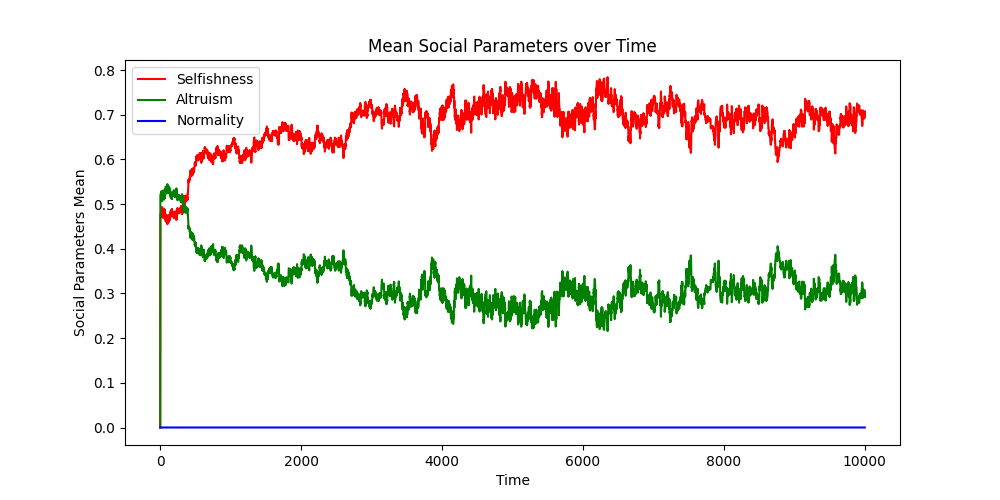 Mean Social Parameters over Time
Selfishness
Altruism
Normality
Social Parameters Mean
0.8
0.7
0.6
0.5
0.4
0.3
0.2
0.1
0.0
0 2000 4000 6000 8000 10000
Time